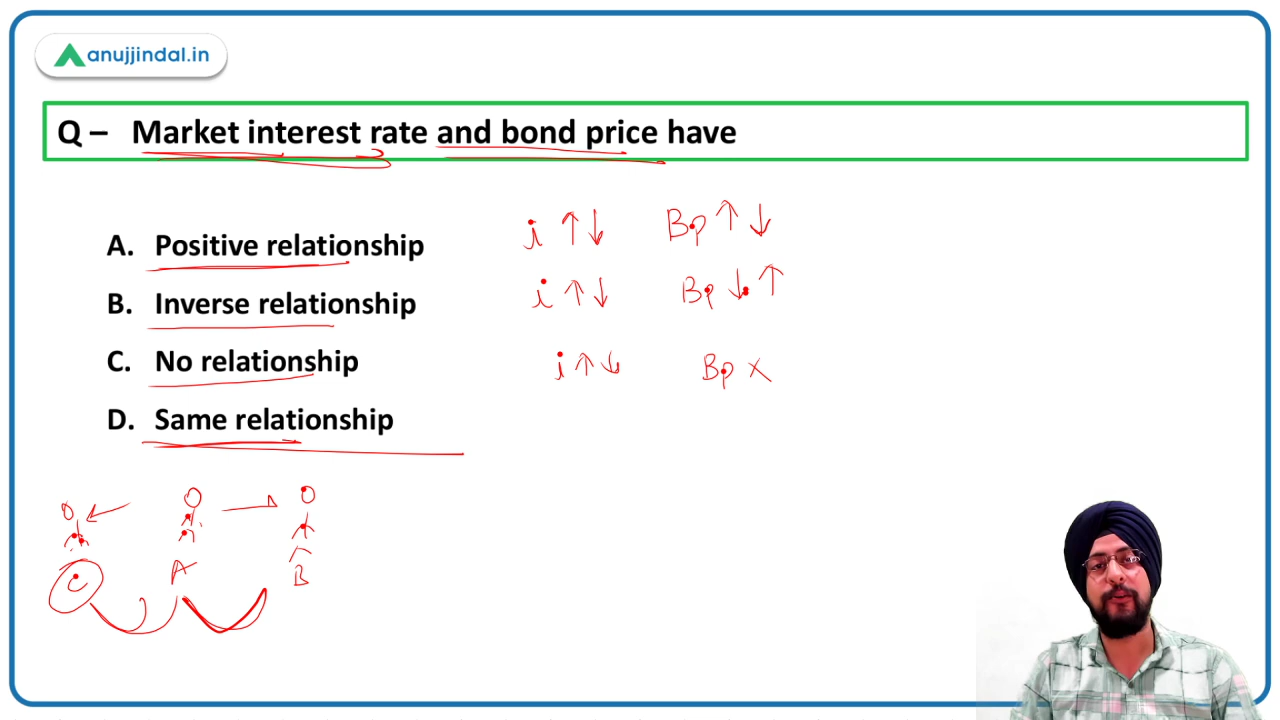 anujjindal.in
Q – Market interest rate and bond price have
A. Positive relationship
i ↑↓ Bp ↑↓
B. Inverse relationship
i ↑↓ Bp ↓↑
C. No relationship
i ↑↓ Bp ×
D. Same relationship
C A B